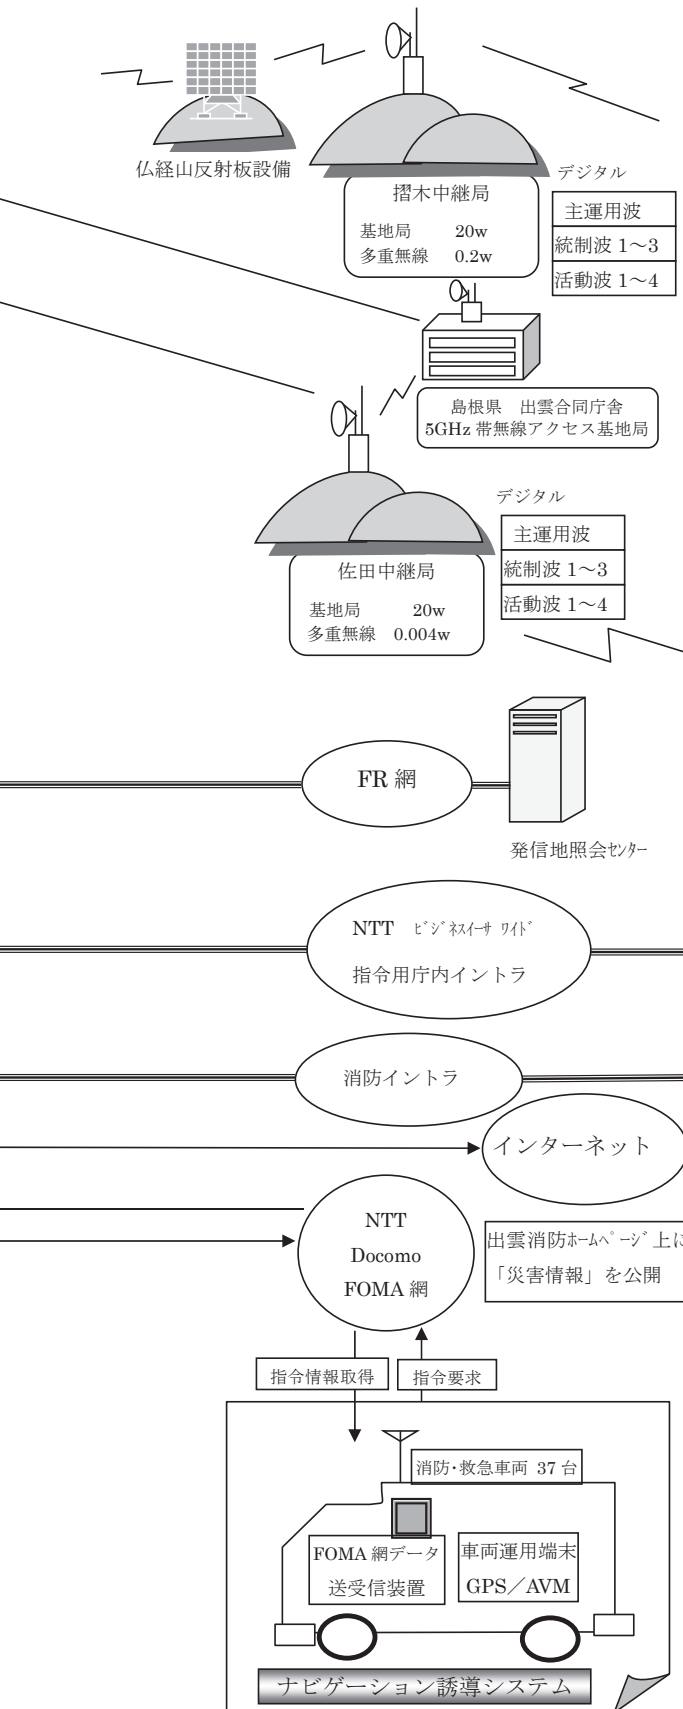 仏経山反射板設備
摺木中継局
基地局 20w
多重無線 0.2w
デジタル
主運用波
統制波 1～3
活動波 1～4
島根県 出雲合同庁舎
5GHz 帯無線アクセス基地局
デジタル
主運用波
統制波 1～3
活動波 1～4
佐田中継局
基地局 20w
多重無線 0.004w
FR 網
発信地照会ｾﾝﾀｰ
NTT ﾋﾞｼﾞﾈｽｲｰｻ ﾜｲﾄﾞ
指令用庁内イントラ
消防イントラ
インターネット
NTT
Docomo
FOMA 網
出雲消防ﾎｰﾑﾍﾟｰｼﾞ上に
「災害情報」を公開
指令情報取得
指令要求
消防・救急車両 37 台
FOMA 網データ
送受信装置
車両運用端末
GPS／AVM
ナビゲーション誘導システム